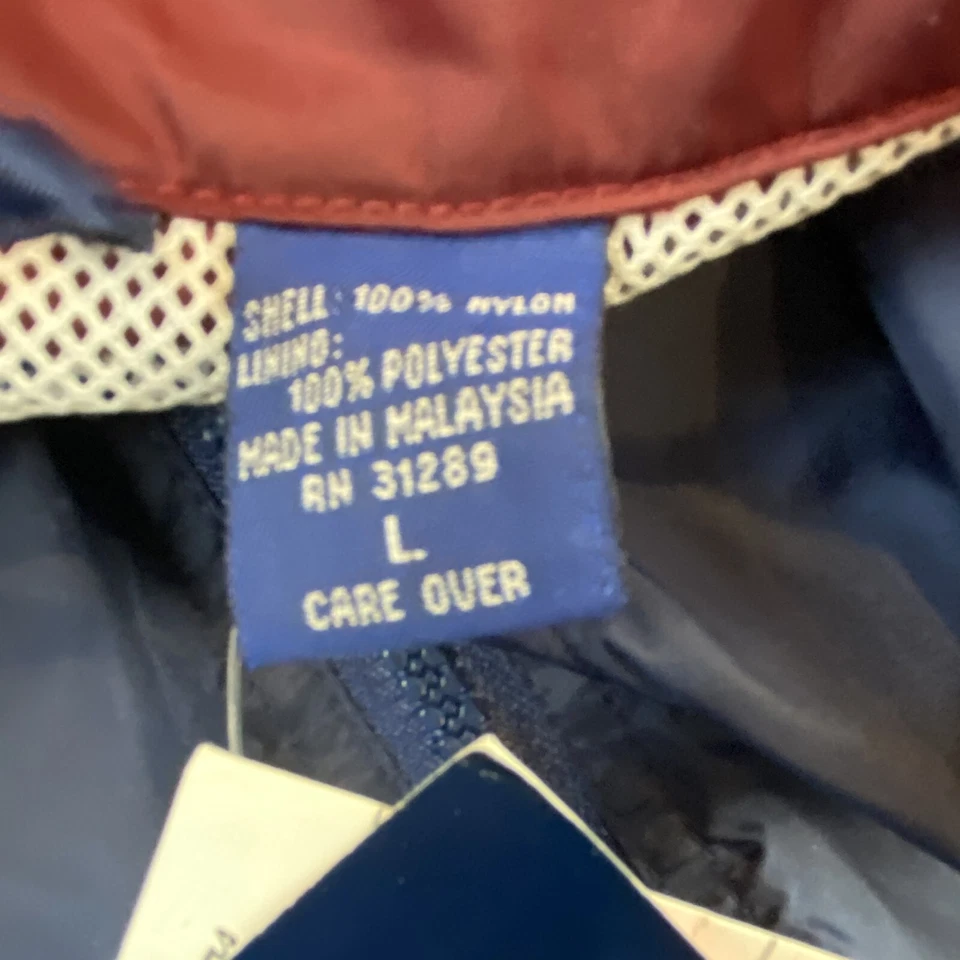 SHELL: 100% NYLON
LINING:
100% POLYESTER
MADE IN MALAYSIA
RN 31289
L
CARE OVER